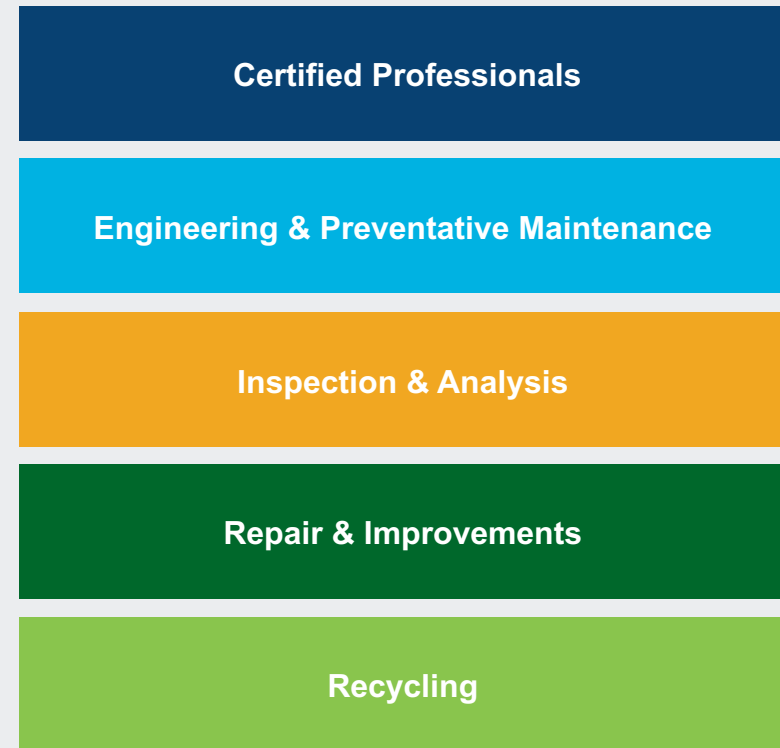 Certified Professionals
Engineering & Preventative Maintenance
Inspection & Analysis
Repair & Improvements
Recycling